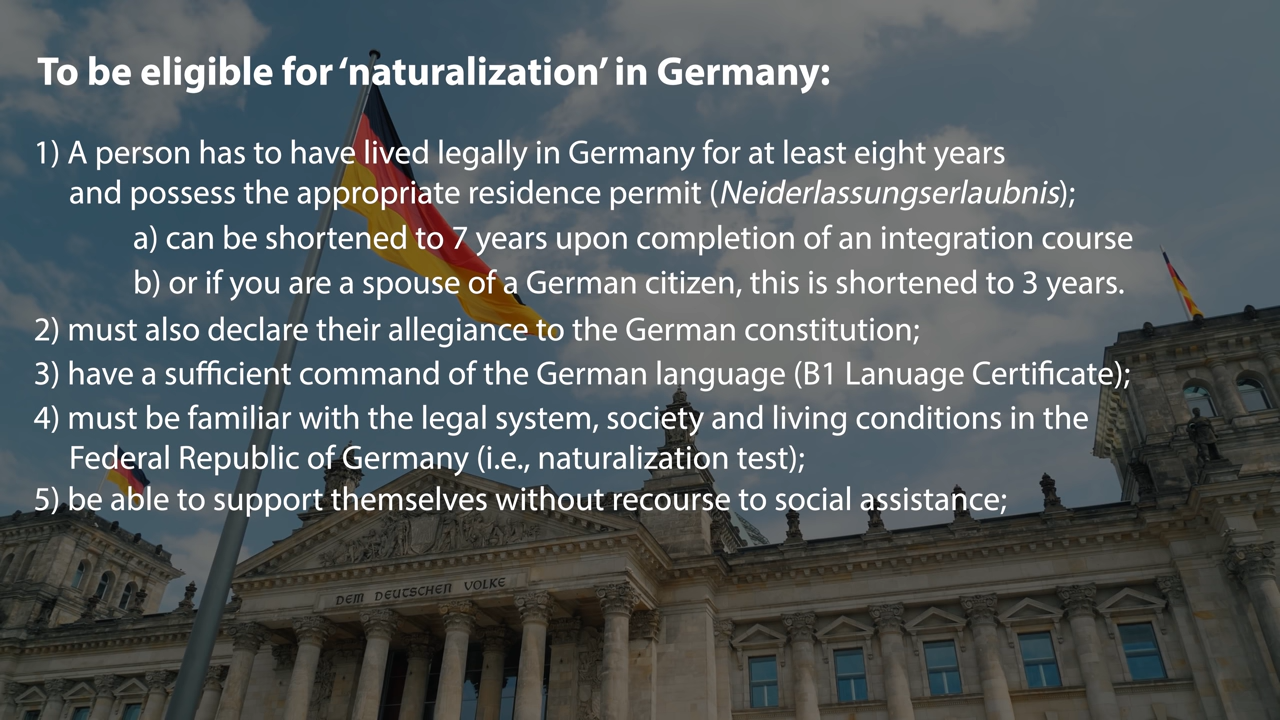 To be eligible for ‘naturalization’ in Germany:
1) A person has to have lived legally in Germany for at least eight years
and possess the appropriate residence permit (Neiderlassungserlaubnis);
a) can be shortened to 7 years upon completion of an integration course
b) or if you are a spouse of a German citizen, this is shortened to 3 years.
2) must also declare their allegiance to the German constitution;
3) have a sufficient command of the German language (B1 Lanuage Certificate);
4) must be familiar with the legal system, society and living conditions in the
Federal Republic of Germany (i.e., naturalization test);
5) be able to support themselves without recourse to social assistance;
DEM DEUTSCHEN VOLKE